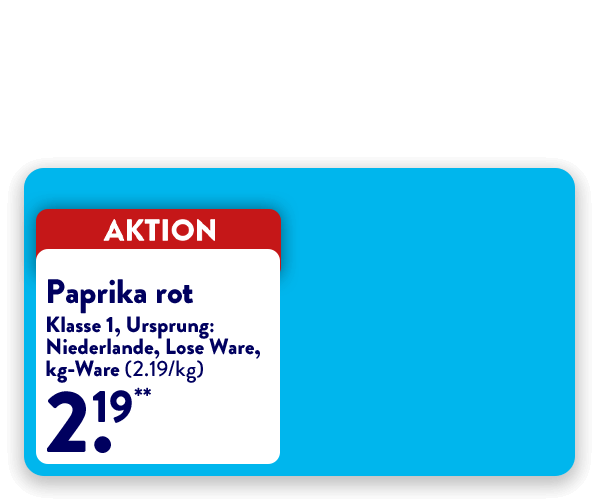 AKTION
Paprika rot
Klasse 1, Ursprung:
Niederlande, Lose Ware,
kg-Ware (2.19/kg)
2.19**